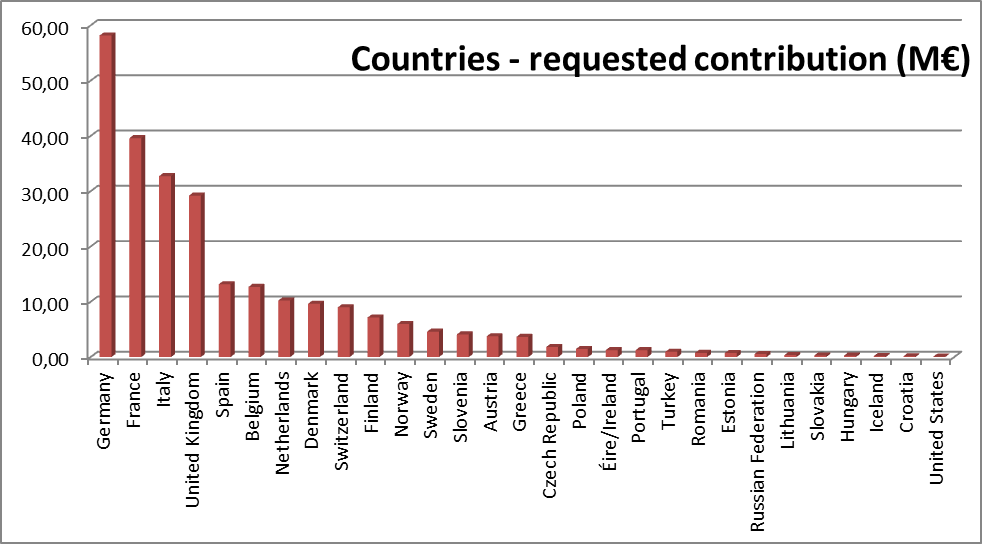 Countries - requested contribution (M€)
60,00
50,00
40,00
30,00
20,00
10,00
0,00
Germany
France
Italy
United Kingdom
Spain
Belgium
Netherlands
Denmark
Switzerland
Finland
Norway
Sweden
Slovenia
Austria
Greece
Czech Republic
Poland
Éire/Ireland
Portugal
Turkey
Romania
Estonia
Russian Federation
Lithuania
Slovakia
Hungary
Iceland
Croatia
United States